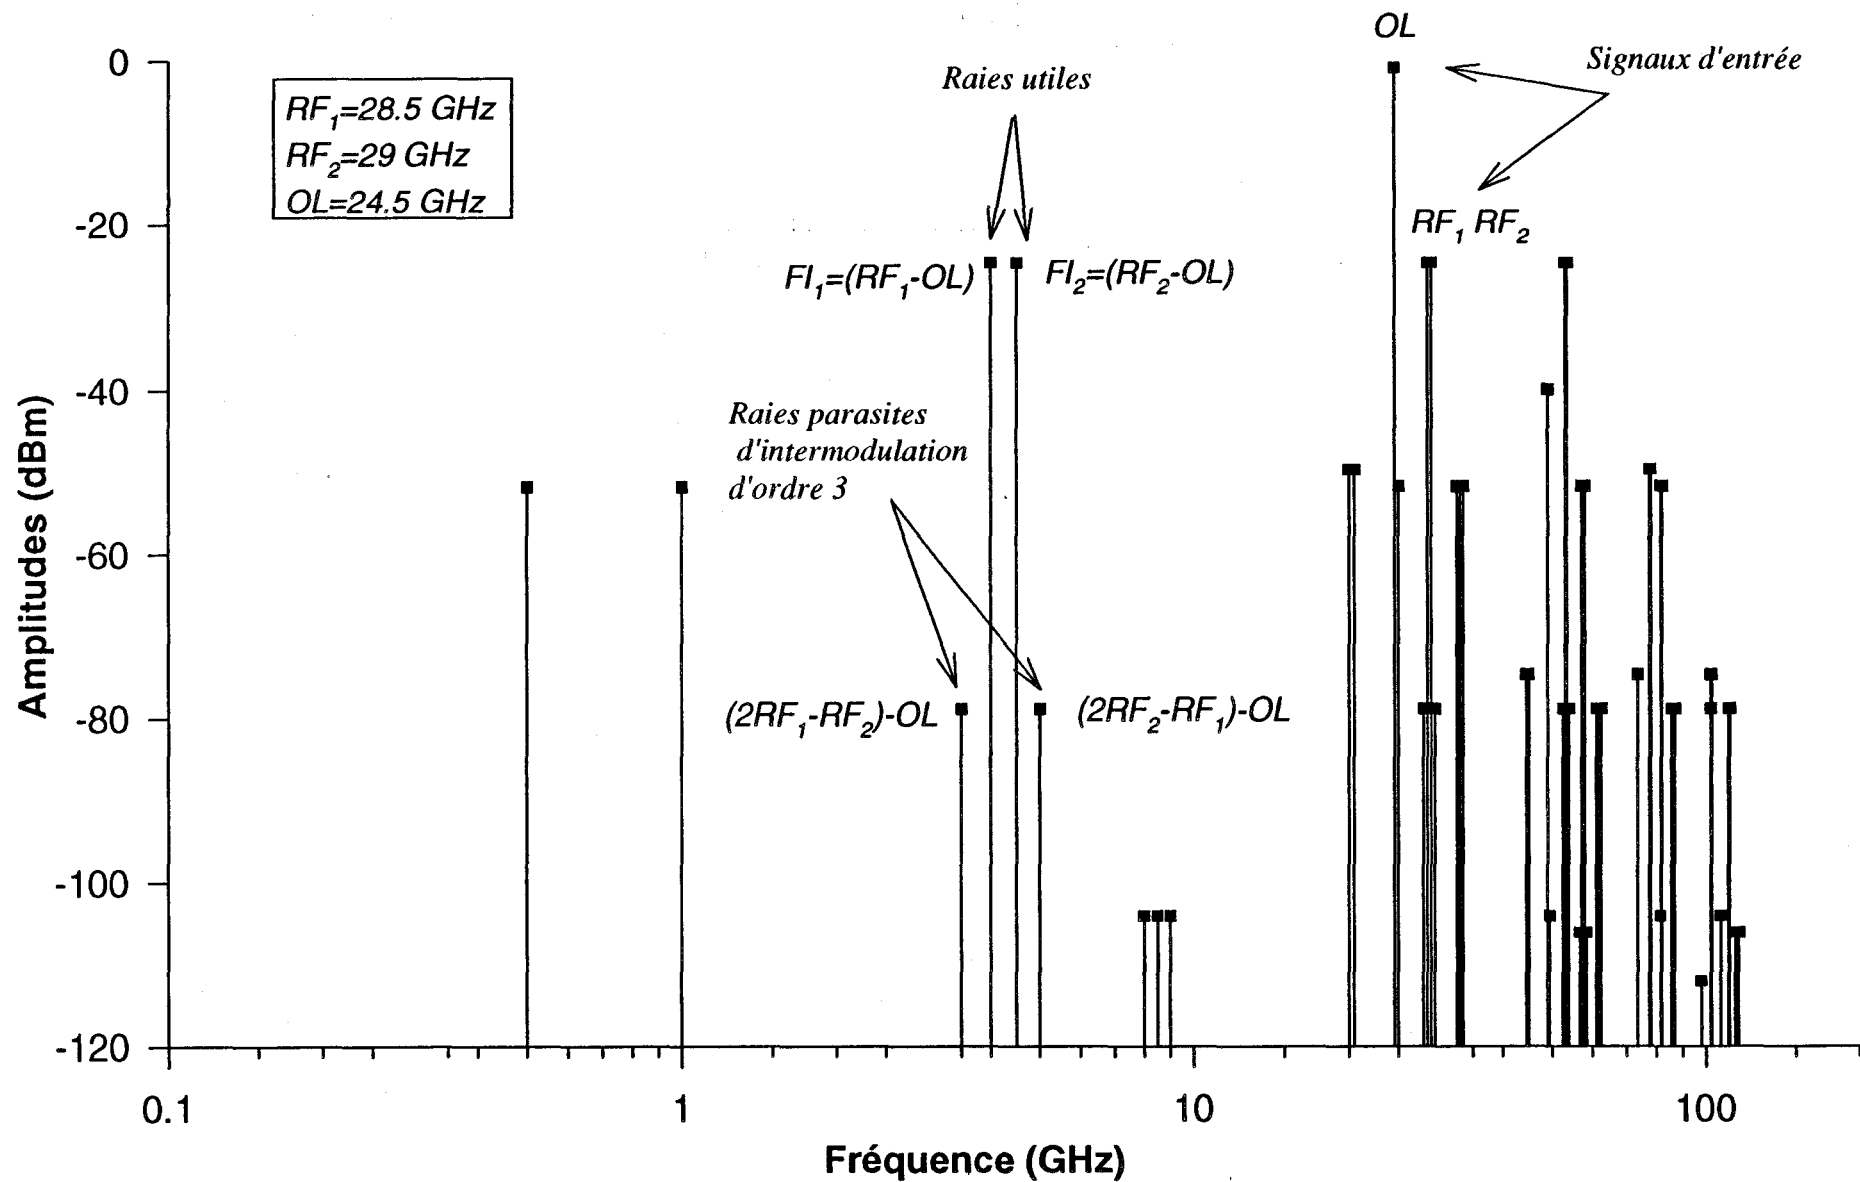 OL
Signaux d'entrée
Raies utiles
RF₁=28.5 GHz
RF₂=29 GHz
OL=24.5 GHz
RF₁ RF₂
FI₁=(RF₁-OL)
FI₂=(RF₂-OL)
Raies parasites
d'intermodulation
d'ordre 3
(2RF₁-RF₂)-OL
(2RF₂-RF₁)-OL
Amplitudes (dBm)
0
-20
-40
-60
-80
-100
-120
0.1
1
10
100
Fréquence (GHz)